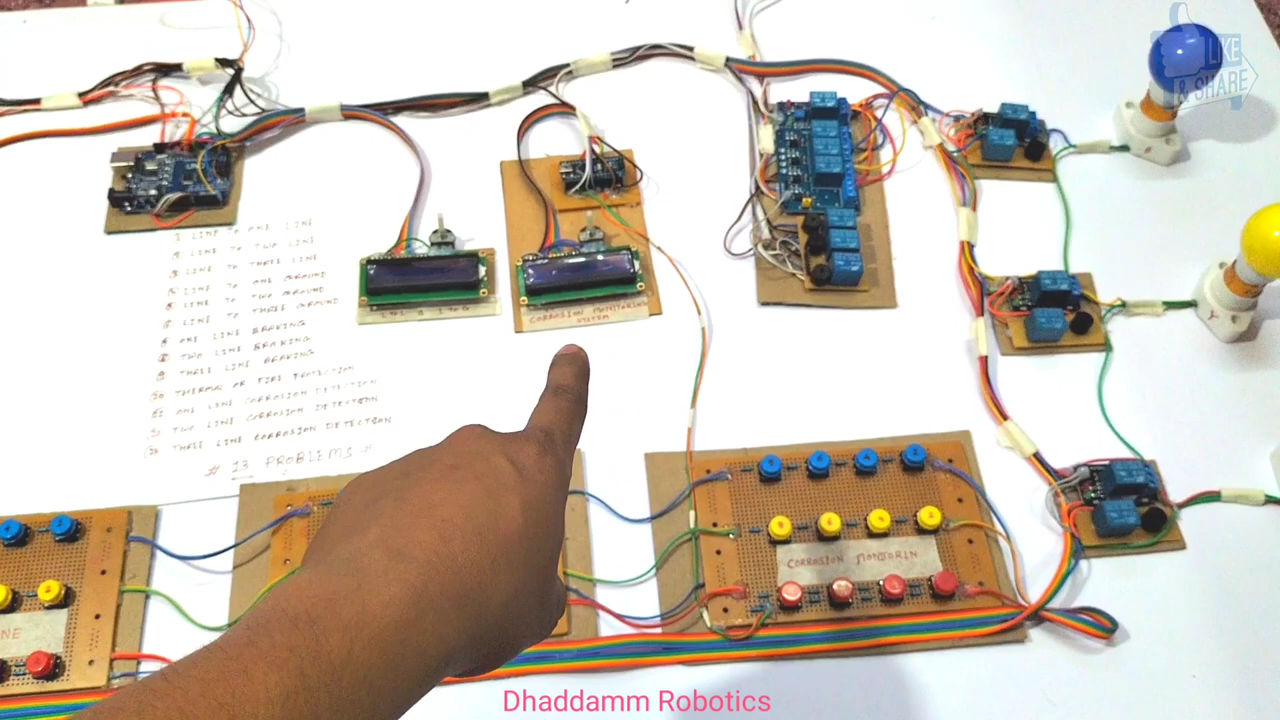 LIKE
& SHARE
UNO
① LINE TO ONE LINE
② LINE TO TWO LINE
③ LINE TO THREE LINE
④ LINE TO ONE GROUND
⑤ LINE TO TWO GROUND
⑥ LINE TO THREE GROUND
⑦ ONE LINE BRAKING
⑧ TWO LINE BRAKING
⑨ THREE LINE BRAKING
⑩ THERMAL OR FIRE PROTECTION
⑪ ONE LINE CORROSION DETECTION
⑫ TWO LINE CORROSION DETECTION
⑬ THREE LINE CORROSION DETECTION
# 13 PROBLEMS #
CORROSION MONITORING
SYSTEM
Y
CORROSION MONTORIN
NE
Dhaddamm Robotics